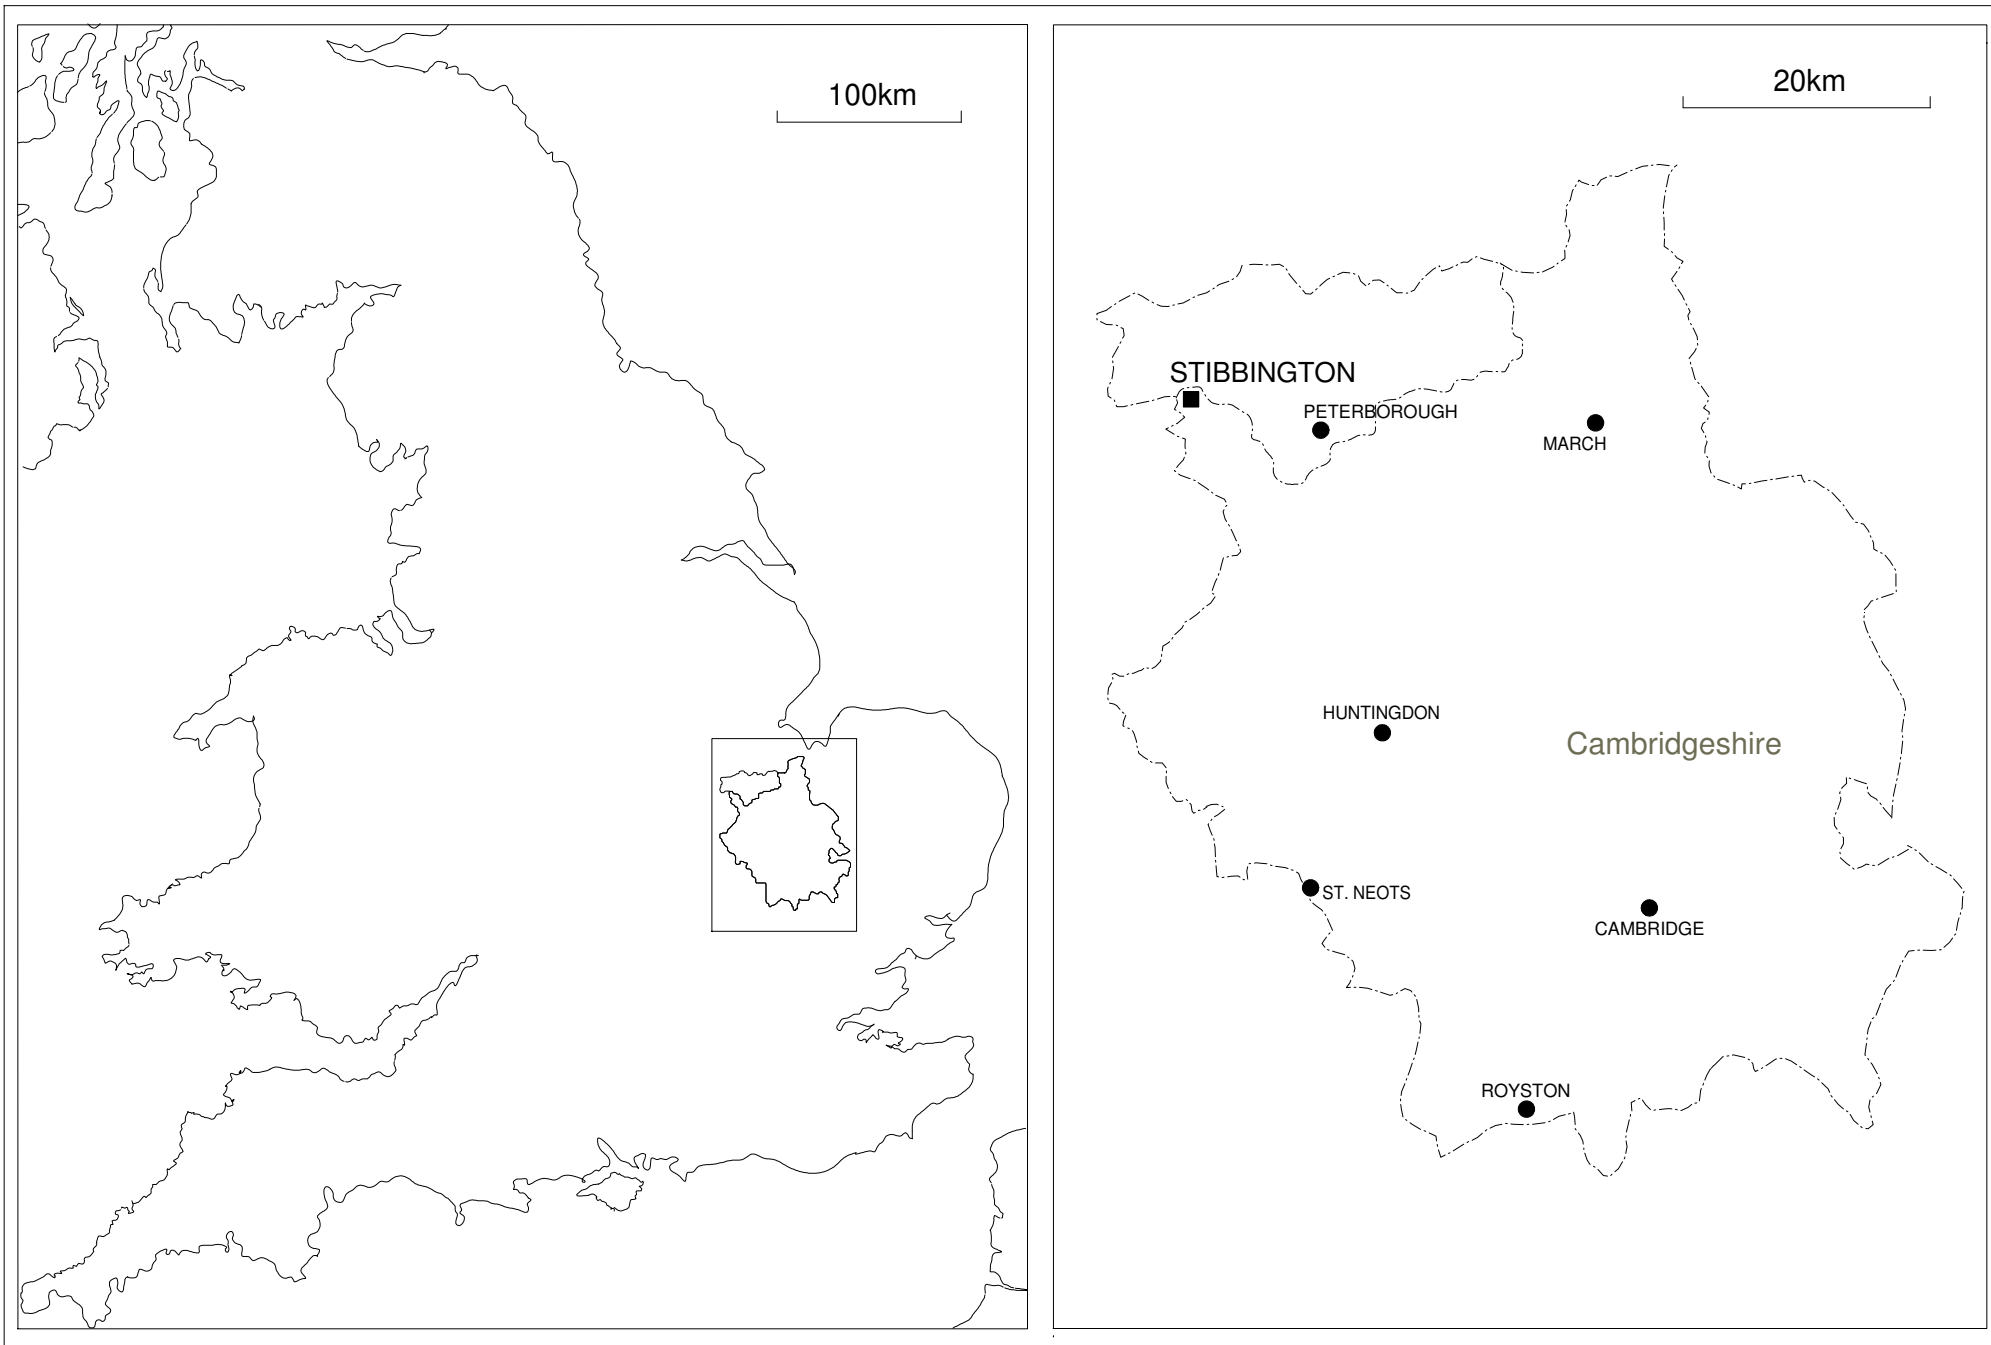 100km
20km
STIBBINGTON
PETERBOROUGH
MARCH
HUNTINGDON
Cambridgeshire
ST. NEOTS
CAMBRIDGE
ROYSTON